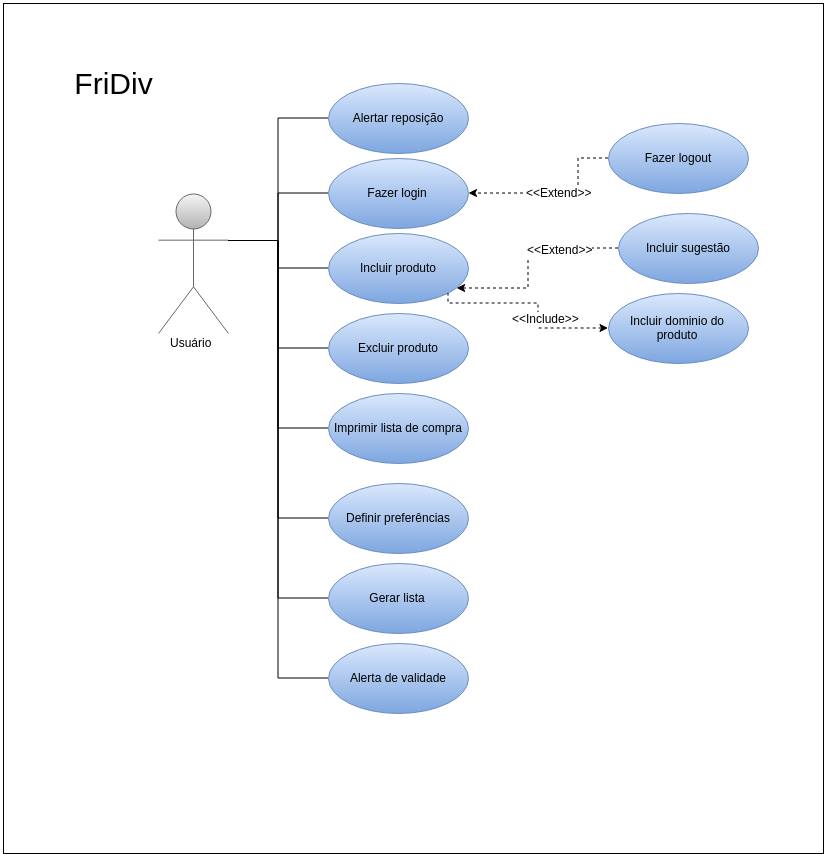 FriDiv
Alertar reposição
Fazer logout
Fazer login
<<Extend>>
Incluir sugestão
<<Extend>>
Incluir produto
<<Include>>
Incluir dominio do
produto
Usuário
Excluir produto
Imprimir lista de compra
Definir preferências
Gerar lista
Alerta de validade